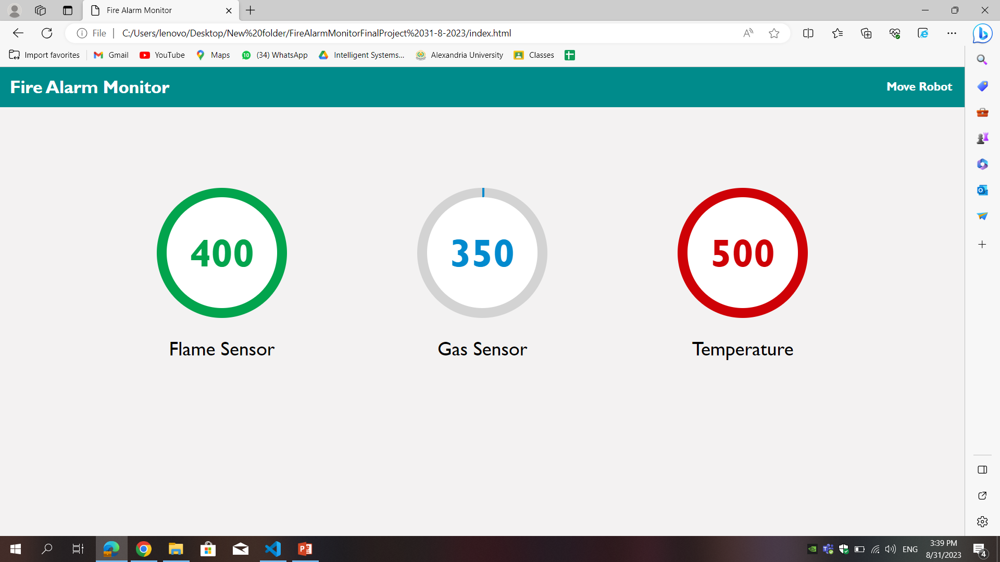 Fire Alarm Monitor
File
C:/Users/lenovo/Desktop/New%20folder/FireAlarmMonitorFinalProject%2031-8-2023/index.html
Import favorites
Gmail
YouTube
Maps
10
(34) WhatsApp
Intelligent Systems...
Alexandria University
Classes
Fire Alarm Monitor
Move Robot
400
350
500
Flame Sensor
Gas Sensor
Temperature
ENG
3:39 PM
8/31/2023
4